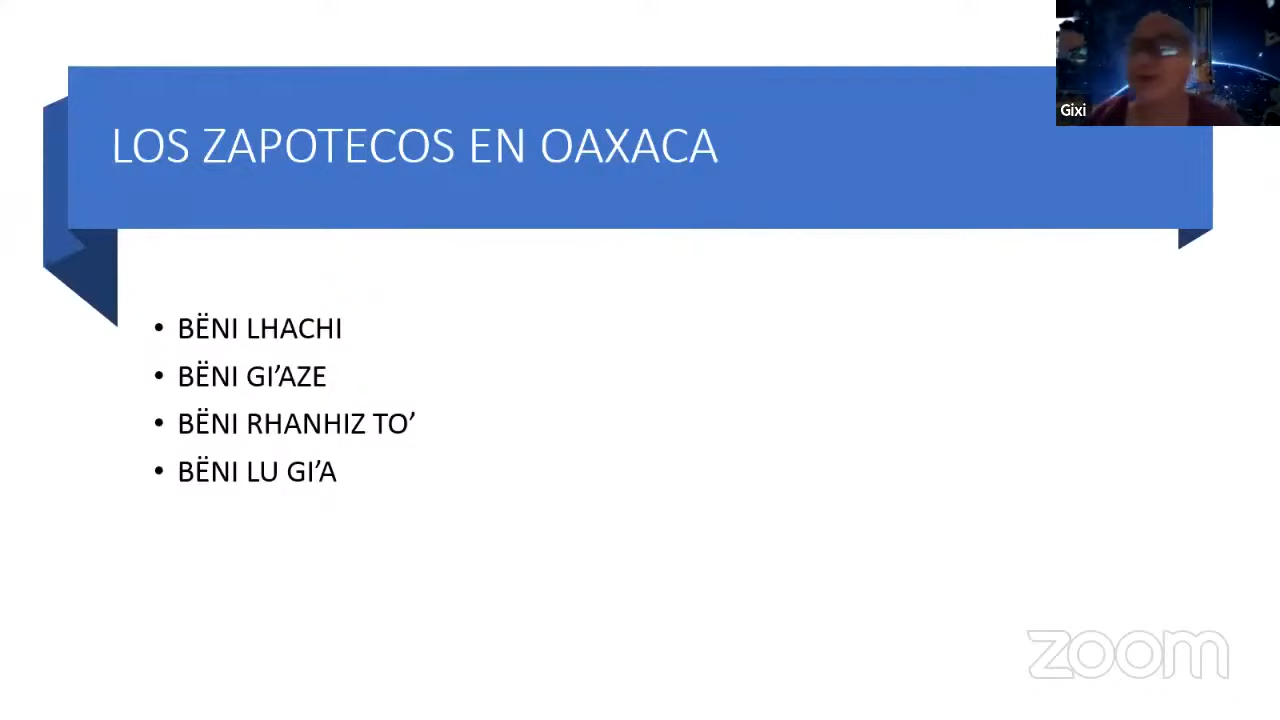 LOS ZAPOTECOS EN OAXACA
Gixi
• BËNI LHACHI
• BËNI GI’AZE
• BËNI RHANHIZ TO’
• BËNI LU GI’A
zoom